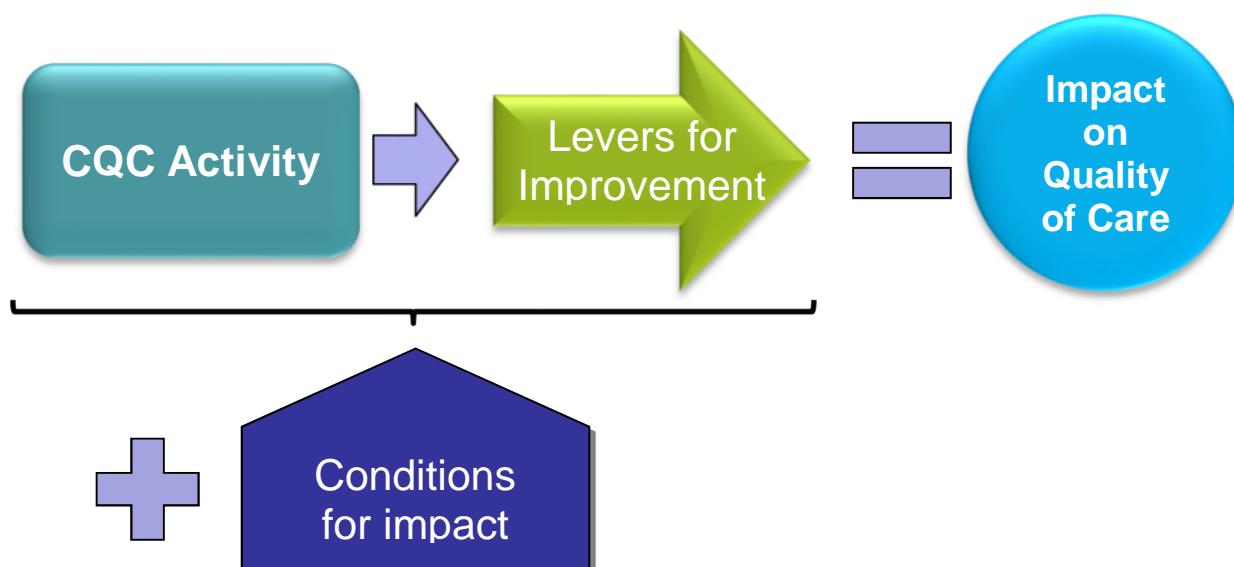 CQC Activity
Levers for
Improvement
Impact
on
Quality
of Care
Conditions
for impact